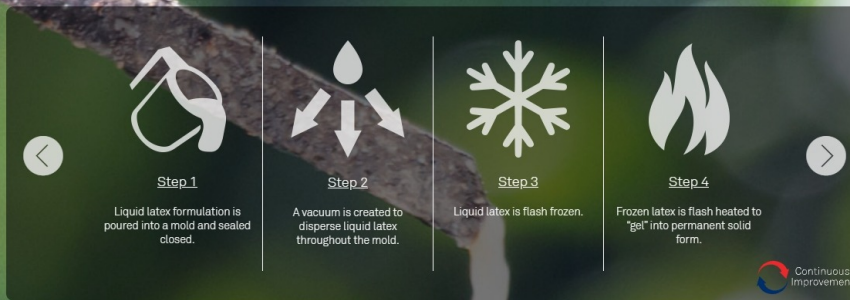 Step 1
Liquid latex formulation is
poured into a mold and sealed
closed.
Step 2
A vacuum is created to
disperse liquid latex
throughout the mold.
Step 3
Liquid latex is flash frozen.
Step 4
Frozen latex is flash heated to
"gel" into permanent solid
form.
Continuous
Improvemen